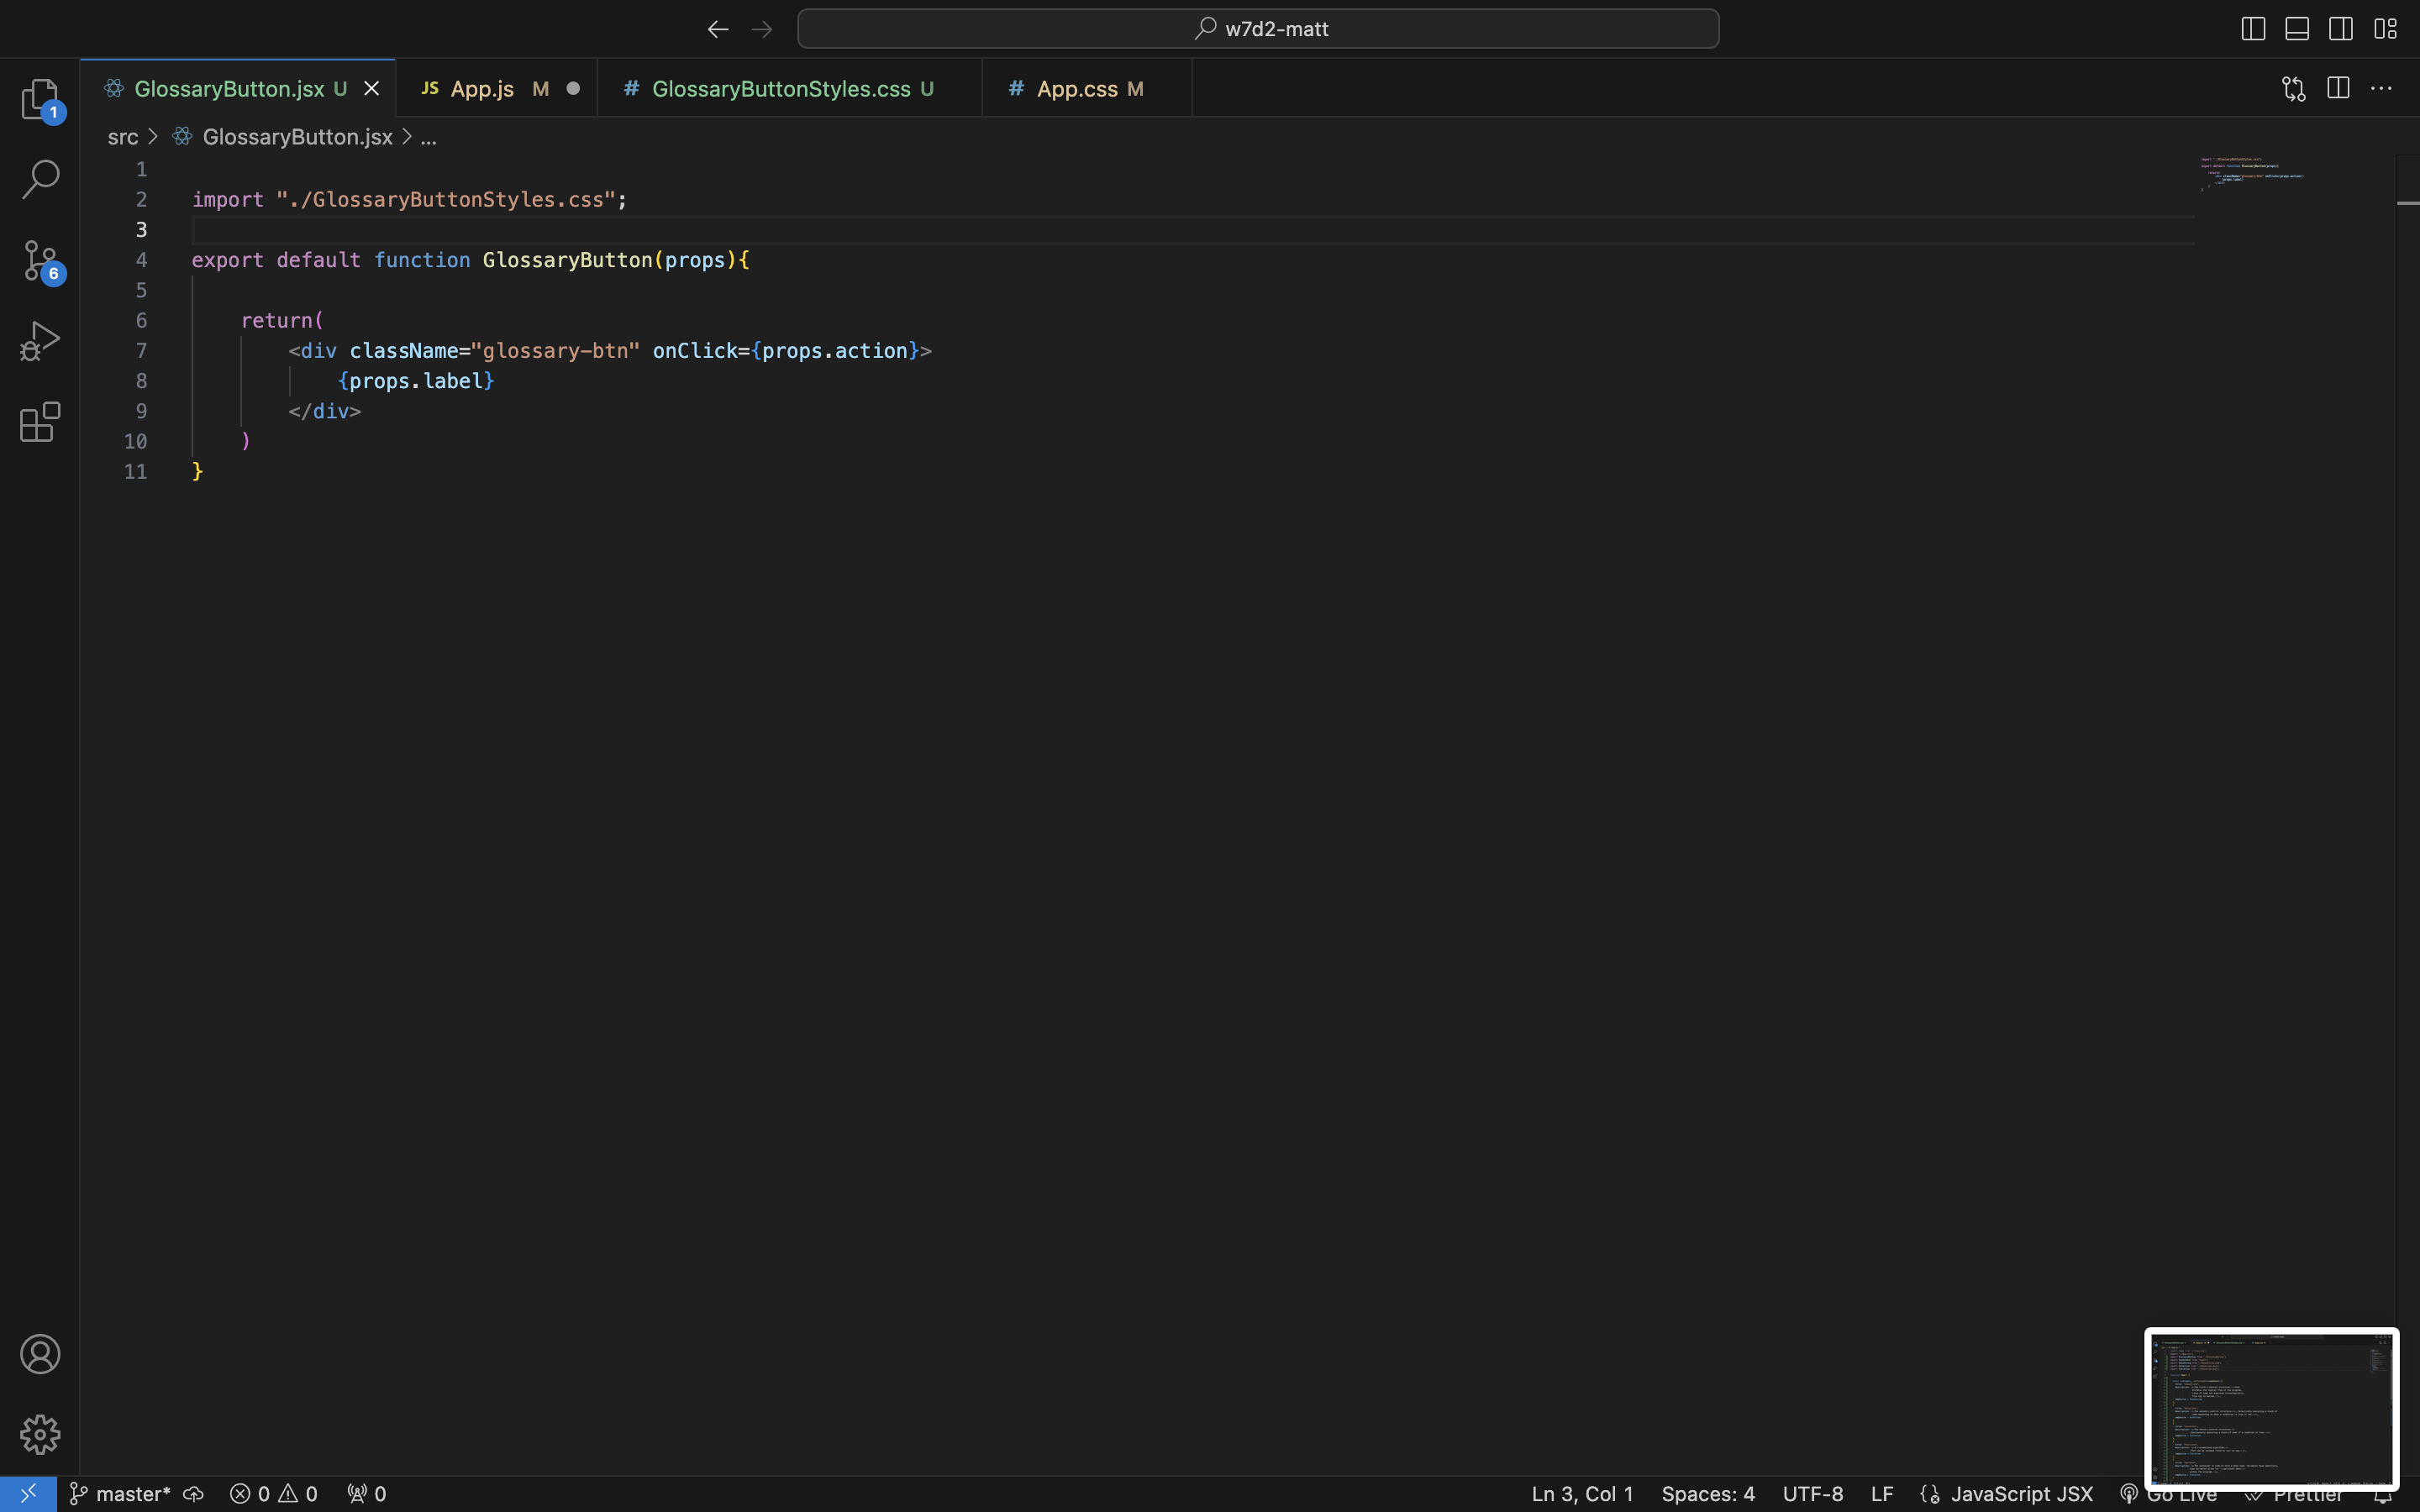 w7d2-matt
GlossaryButton.jsx U
JS App.js M
# GlossaryButtonStyles.css U
# App.css M
1
src > GlossaryButton.jsx > ...
1
2 import "./GlossaryButtonStyles.css";
3
4 export default function GlossaryButton(props){
5
6 return(
7 <div className="glossary-btn" onClick={props.action}>
8 {props.label}
9 </div>
10 )
11 }
6
master* 0 0 0 Ln 3, Col 1 Spaces: 4 UTF-8 LF JavaScript JSX Go Live Prettier